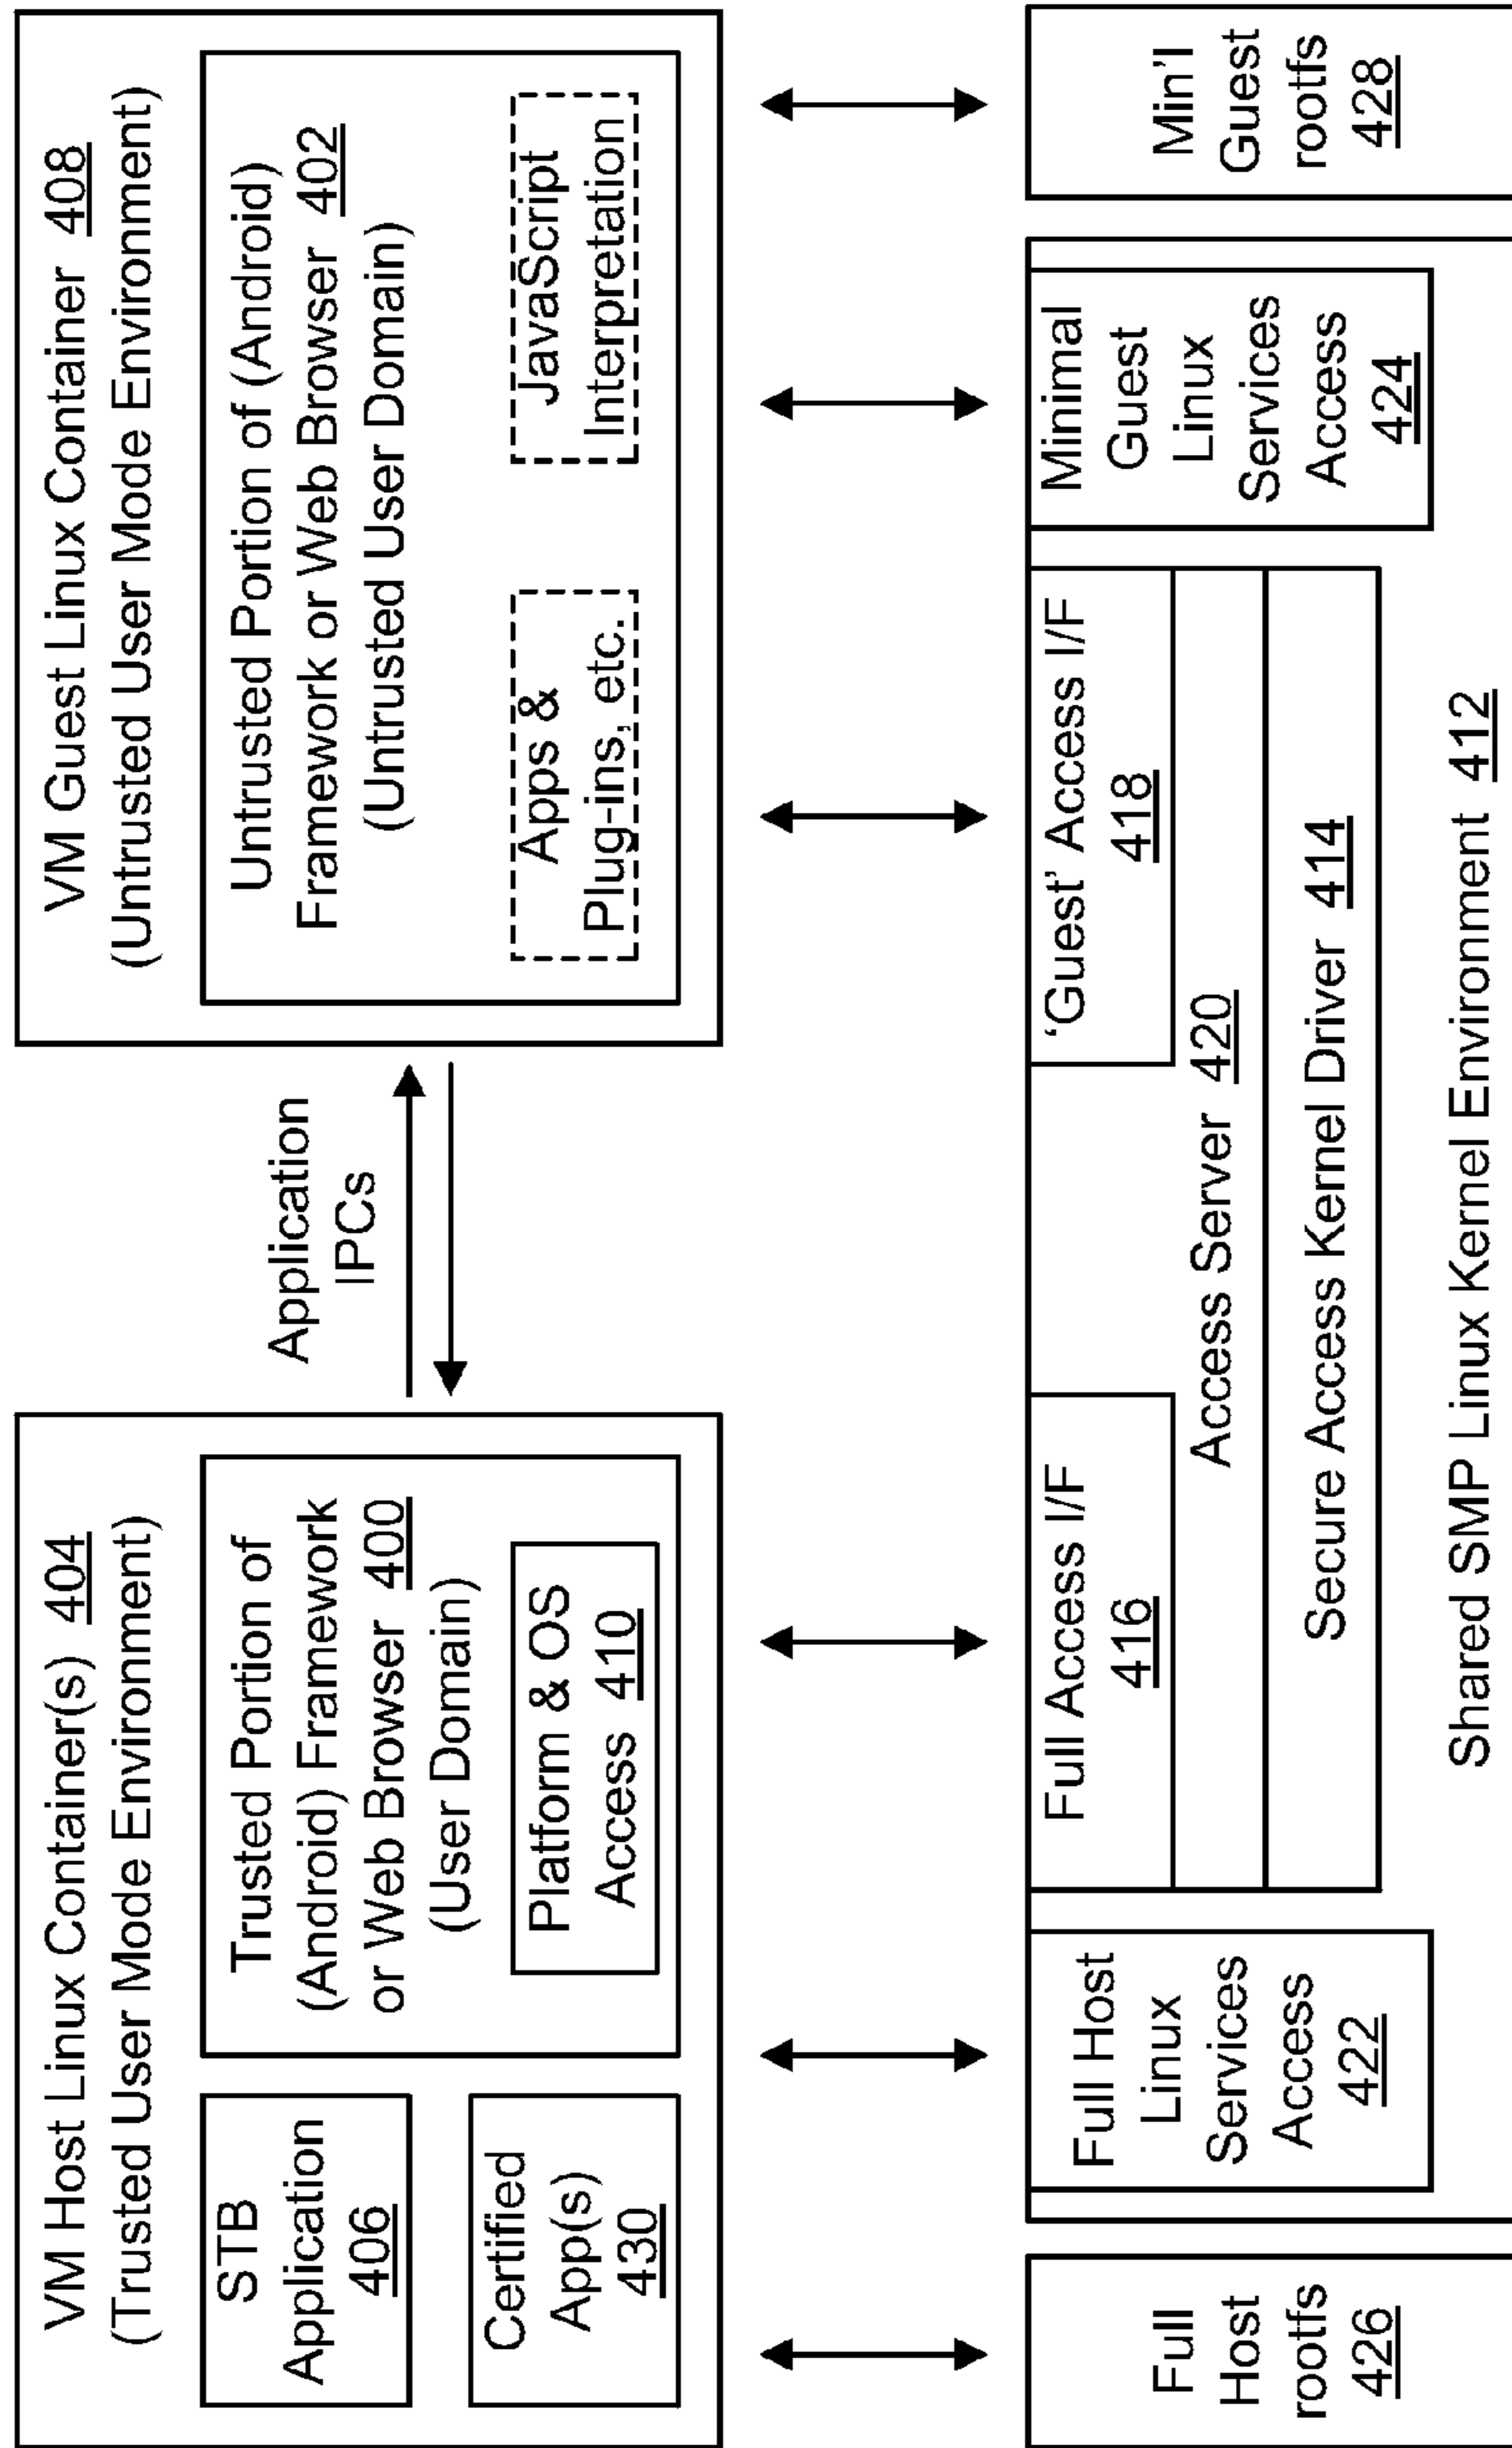 VM Host Linux Container(s) 404
(Trusted User Mode Environment)
STB
Application
406
Certified
App(s)
430
Trusted Portion of
(Android) Framework
or Web Browser 400
(User Domain)
Platform & OS
Access 410
Application
IPCs
VM Guest Linux Container 408
(Untrusted User Mode Environment)
Untrusted Portion of (Android)
Framework or Web Browser 402
(Untrusted User Domain)
Apps &
Plug-ins, etc.
JavaScript
Interpretation
Full
Host
rootfs
426
Full Host
Linux
Services
Access
422
Full Access I/F
416
'Guest' Access I/F
418
Access Server 420
Secure Access Kernel Driver 414
Minimal
Guest
Linux
Services
Access
424
Shared SMP Linux Kernel Environment 412
Min'l
Guest
rootfs
428